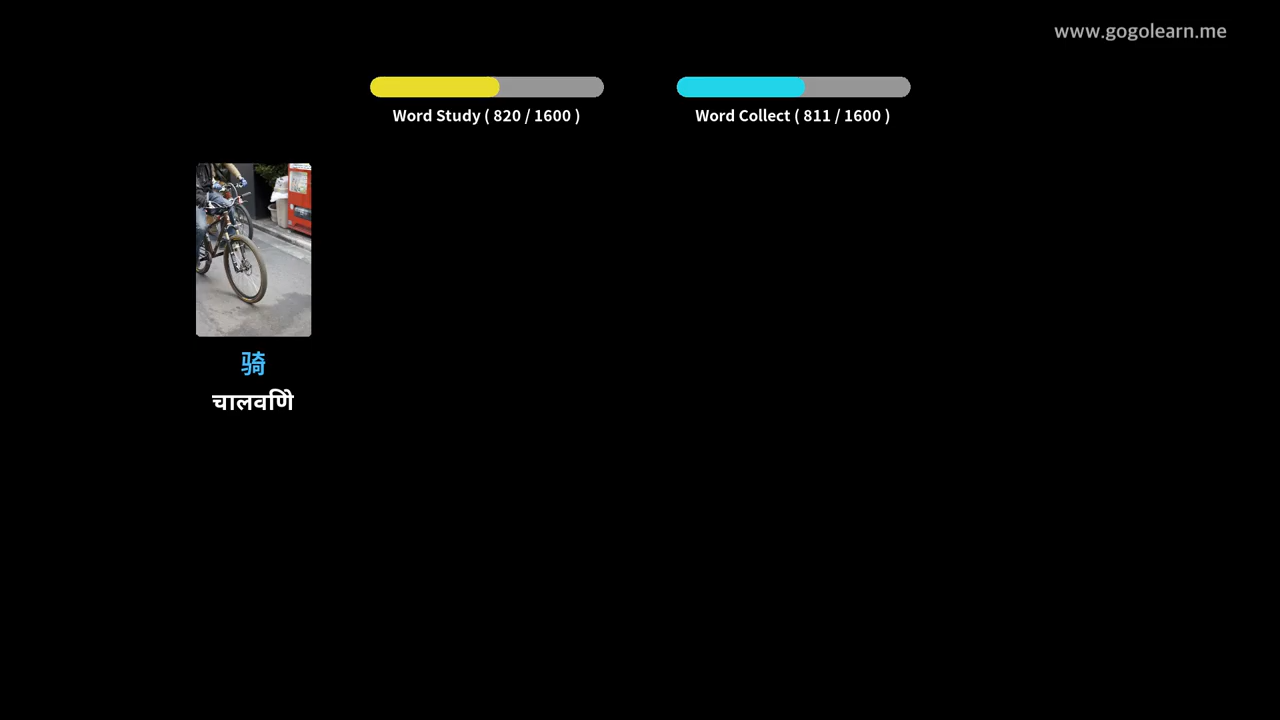 www.gogolearn.me
Word Study ( 820 / 1600 )
Word Collect ( 811 / 1600 )
骑
चालवणिे